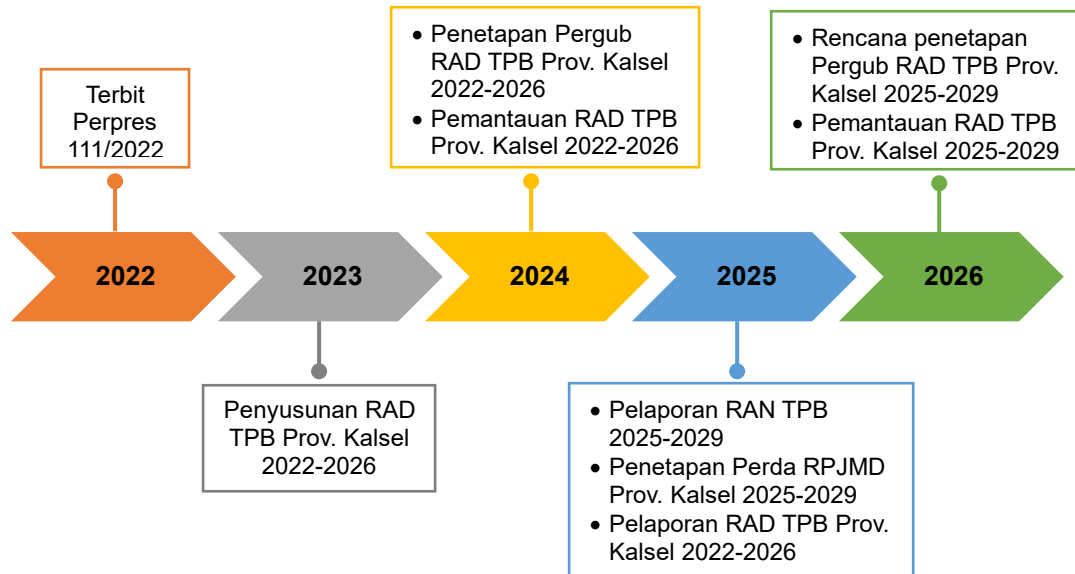 Terbit
Perpres
111/2022
• Penetapan Pergub
RAD TPB Prov. Kalsel
2022-2026
• Pemantauan RAD TPB
Prov. Kalsel 2022-2026
• Rencana penetapan
Pergub RAD TPB Prov.
Kalsel 2025-2029
• Pemantauan RAD TPB
Prov. Kalsel 2025-2029
2022
2023
2024
2025
2026
Penyusunan RAD
TPB Prov. Kalsel
2022-2026
• Pelaporan RAN TPB
2025-2029
• Penetapan Perda RPJMD
Prov. Kalsel 2025-2029
• Pelaporan RAD TPB Prov.
Kalsel 2022-2026